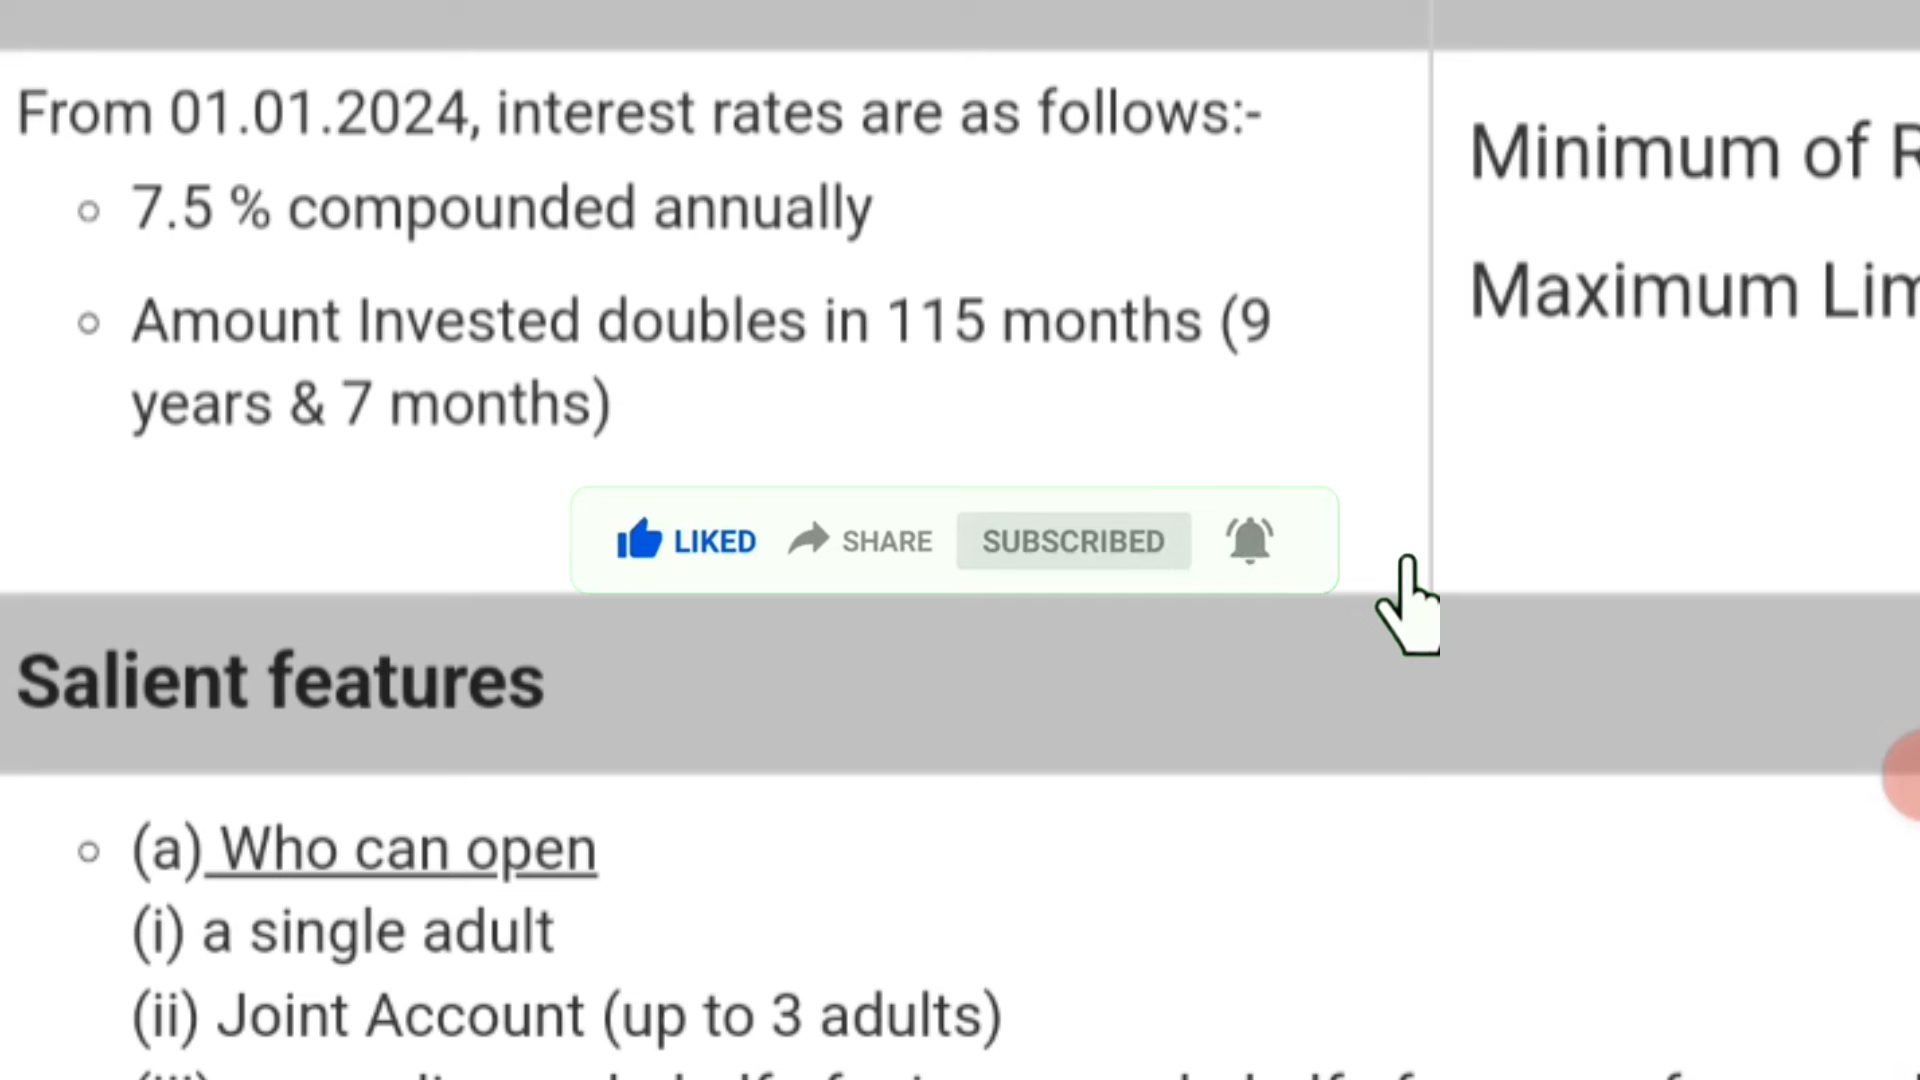 From 01.01.2024, interest rates are as follows:-
7.5 % compounded annually
Amount Invested doubles in 115 months (9
years & 7 months)
Minimum of
Maximum
LIKED SHARE SUBSCRIBED
Salient features
(a) Who can open
(i) a single adult
(ii) Joint Account (up to 3 adults)